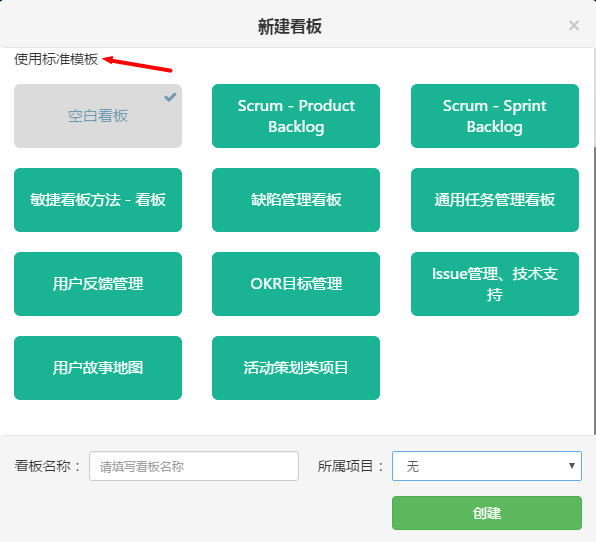 新建看板
×
使用标准模板
空白看板
Scrum - Product
Backlog
Scrum - Sprint
Backlog
敏捷看板方法 - 看板
缺陷管理看板
通用任务管理看板
用户反馈管理
OKR目标管理
Issue管理、技术支
持
用户故事地图
活动策划类项目
看板名称： 请填写看板名称 所属项目： 无
创建